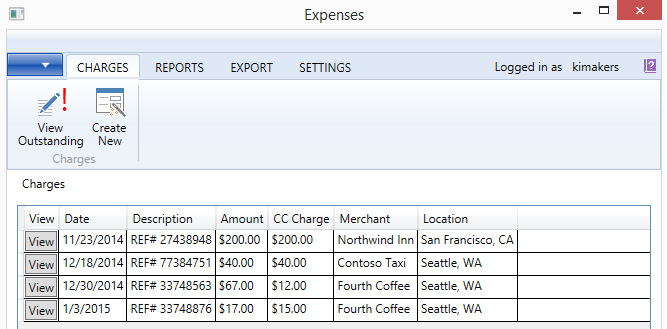 Expenses
CHARGES REPORTS EXPORT SETTINGS Logged in as kimakers ?
View Outstanding Create New
Charges
Charges
View Date Description Amount CC Charge Merchant Location
View 11/23/2014 REF# 27438948 $200.00 $200.00 Northwind Inn San Francisco, CA
View 12/18/2014 REF# 77384751 $40.00 $40.00 Contoso Taxi Seattle, WA
View 12/30/2014 REF# 33748563 $67.00 $12.00 Fourth Coffee Seattle, WA
View 1/3/2015 REF# 33748876 $17.00 $15.00 Fourth Coffee Seattle, WA